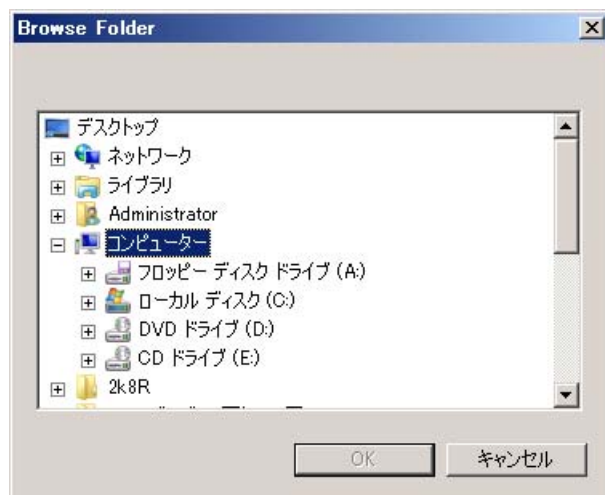 Browse Folder
デスクトップ
ネットワーク
ライブラリ
Administrator
コンピューター
フロッピー ディスク ドライブ (A:)
ローカル ディスク (C:)
DVD ドライブ (D:)
CD ドライブ (E:)
2k8R
OK
キャンセル